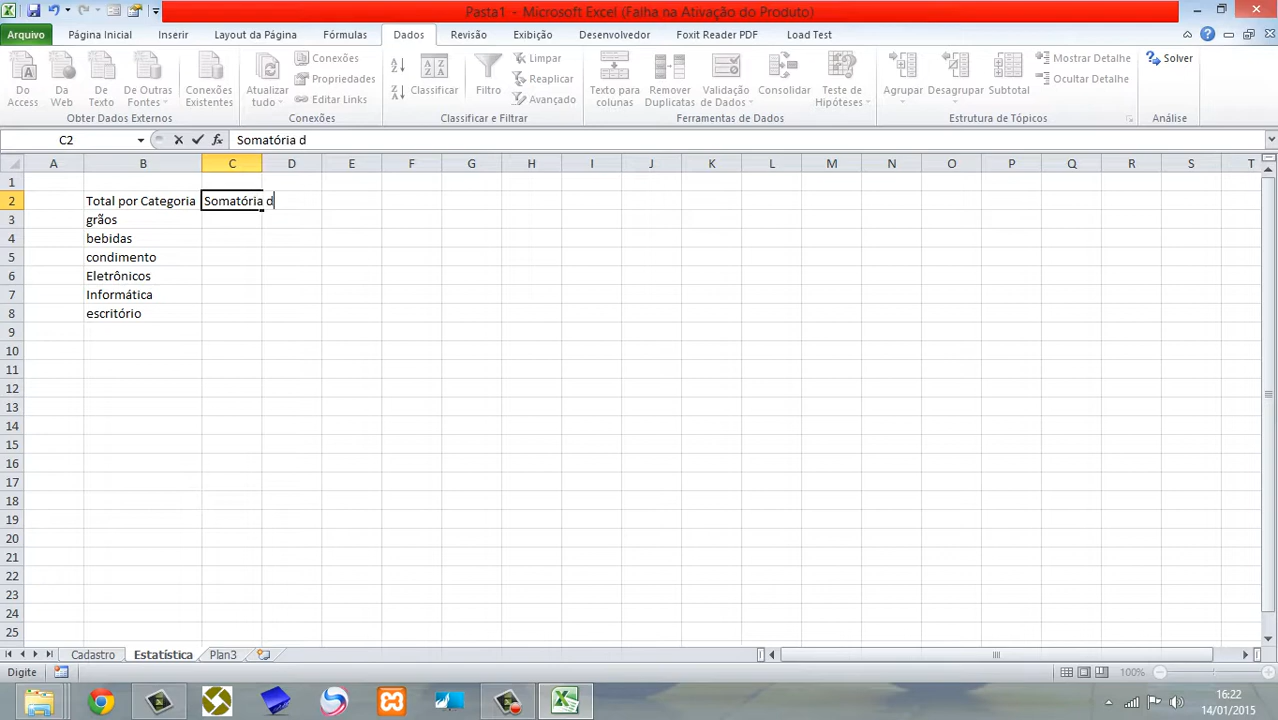 Pasta1 - Microsoft Excel (Falha na Ativação do Produto)
Arquivo Página Inicial Inserir Layout da Página Fórmulas Dados Revisão Exibição Desenvolvedor Foxit Reader PDF Load Test
Do Access
Da Web
De Texto
De Outras Fontes
Conexões Existentes
Obter Dados Externos
Atualizar tudo
Conexões
Propriedades
Editar Links
Conexões
Classificar
Filtro
Limpar
Reaplicar
Avançado
Classificar e Filtrar
Texto para colunas
Remover Duplicatas
Validação de Dados
Consolidar
Teste de Hipóteses
Ferramentas de Dados
Agrupar
Desagrupar
Subtotal
Mostrar Detalhe
Ocultar Detalhe
Estrutura de Tópicos
Solver
Análise
C2 fx Somatória d
A B C D E F G H I J K L M N O P Q R S T
1
2 Total por Categoria Somatória d
3 grãos
4 bebidas
5 condimento
6 Eletrônicos
7 Informática
8 escritório
9
10
11
12
13
14
15
16
17
18
19
20
21
22
23
24
25
Cadastro Estatística Plan3
Digite 100%
16:22
14/01/2015